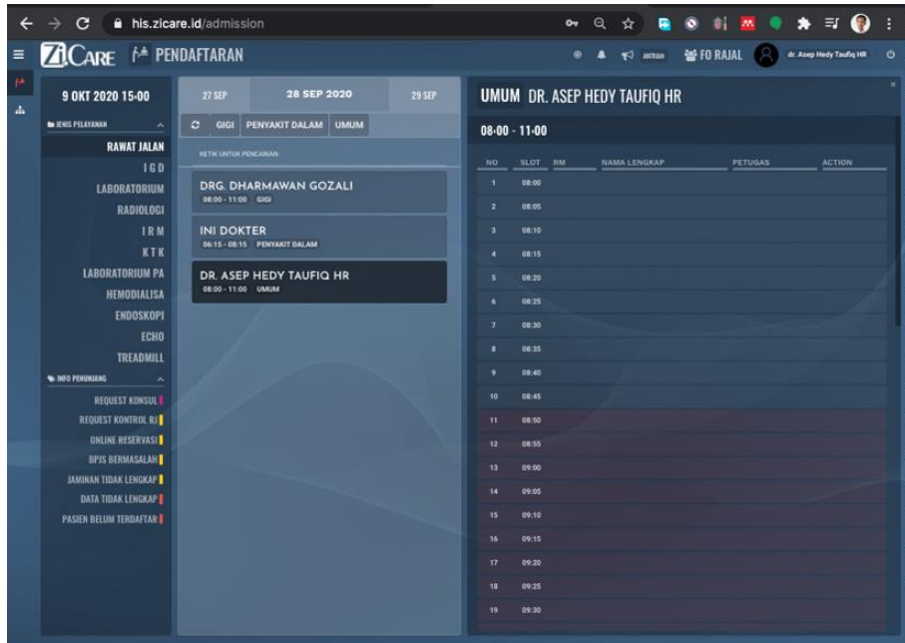 his.zicare.id/admission
ZiCARE PENDAFTARAN
ANTRIAN FO RAJAL dr. Asep Hedy Taufiq HR
9 OKT 2020 15:00
JENIS PELAYANAN
RAWAT JALAN
I G D
LABORATORIUM
RADIOLOGI
I R M
K T K
LABORATORIUM PA
HEMODIALISA
ENDOSKOPI
ECHO
TREADMILL
INFO PENUNJANG
REQUEST KONSUL
REQUEST KONTROL RJ
ONLINE RESERVASI
BPJS BERMASALAH
JAMINAN TIDAK LENGKAP
DATA TIDAK LENGKAP
PASIEN BELUM TERDAFTAR
27 SEP 28 SEP 2020 29 SEP
GIGI PENYAKIT DALAM UMUM
KETIK UNTUK PENCARIAN
DRG. DHARMAWAN GOZALI
08:00 - 11:00 GIGI
INI DOKTER
06:15 - 08:15 PENYAKIT DALAM
DR. ASEP HEDY TAUFIQ HR
08:00 - 11:00 UMUM
UMUM DR. ASEP HEDY TAUFIQ HR
08:00 - 11:00
NO SLOT RM NAMA LENGKAP PETUGAS ACTION
1 08:00
2 08:05
3 08:10
4 08:15
5 08:20
6 08:25
7 08:30
8 08:35
9 08:40
10 08:45
11 08:50
12 08:55
13 09:00
14 09:05
15 09:10
16 09:15
17 09:20
18 09:25
19 09:30